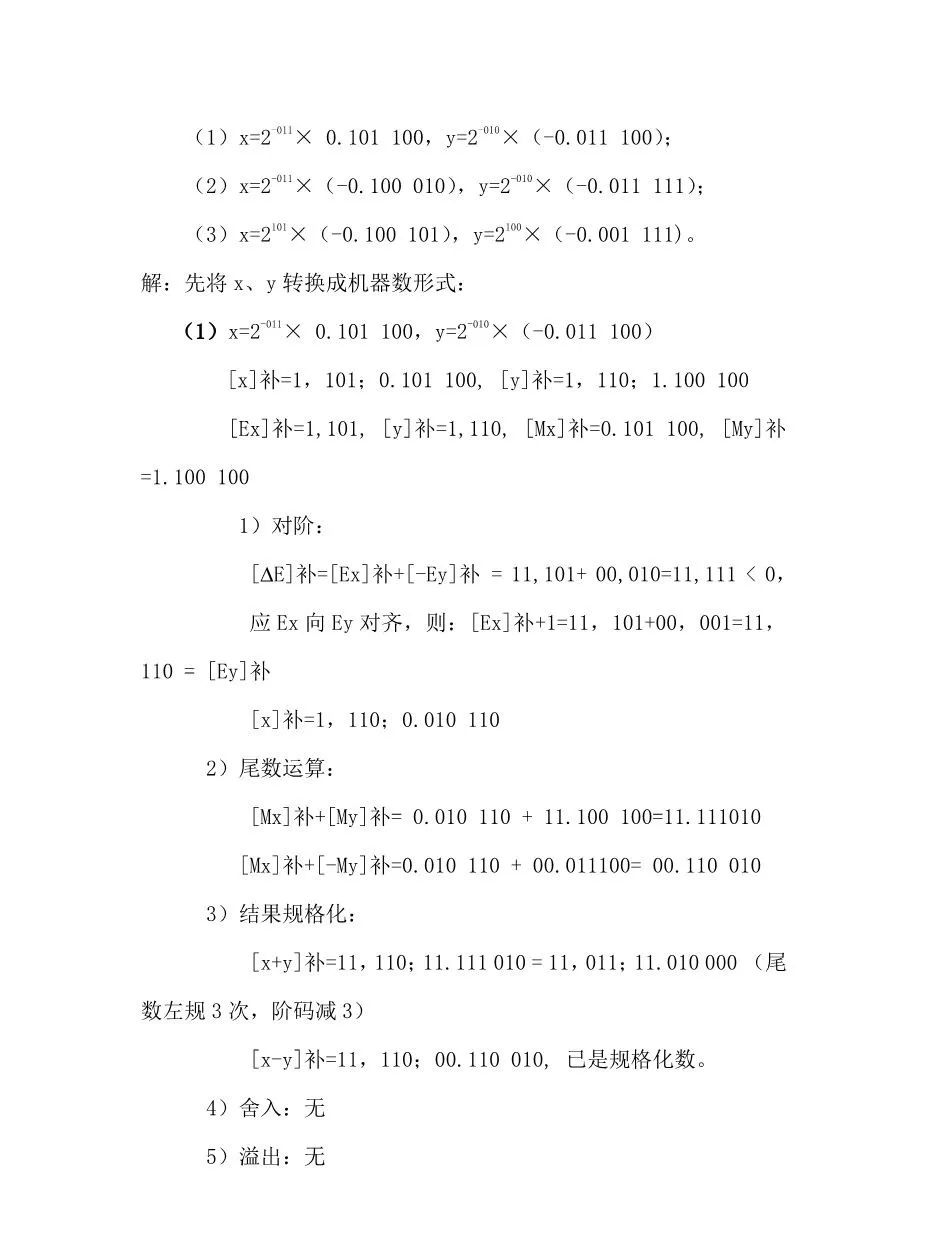 （1）x=2⁻⁰¹¹× 0.101 100，y=2⁻⁰¹⁰×（-0.011 100）；
（2）x=2⁻⁰¹¹×（-0.100 010），y=2⁻⁰¹⁰×（-0.011 111）；
（3）x=2¹⁰¹×（-0.100 101），y=2¹⁰⁰×（-0.001 111）。
解：先将 x、y 转换成机器数形式：
（1）x=2⁻⁰¹¹× 0.101 100，y=2⁻⁰¹⁰×（-0.011 100）
[x]补=1，101；0.101 100, [y]补=1，110；1.100 100
[Ex]补=1,101, [y]补=1,110, [Mx]补=0.101 100, [My]补
=1.100 100
1）对阶：
[ΔE]补=[Ex]补+[-Ey]补 = 11,101+ 00,010=11,111 < 0，
应 Ex 向 Ey 对齐，则：[Ex]补+1=11，101+00，001=11，
110 = [Ey]补
[x]补=1，110；0.010 110
2）尾数运算：
[Mx]补+[My]补= 0.010 110 + 11.100 100=11.111010
[Mx]补+[-My]补=0.010 110 + 00.011100= 00.110 010
3）结果规格化：
[x+y]补=11，110；11.111 010 = 11，011；11.010 000 （尾
数左规 3 次，阶码减 3）
[x-y]补=11，110；00.110 010, 已是规格化数。
4）舍入：无
5）溢出：无